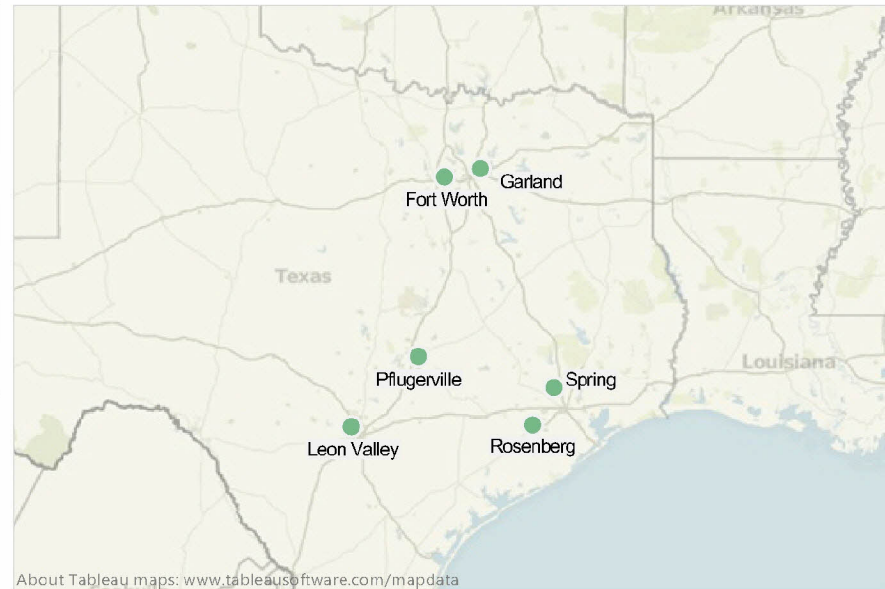 Arkansas
Garland
Fort Worth
Texas
Louisiana
Pflugerville
Spring
Leon Valley
Rosenberg
About Tableau maps: www.tableausoftware.com/mapdata